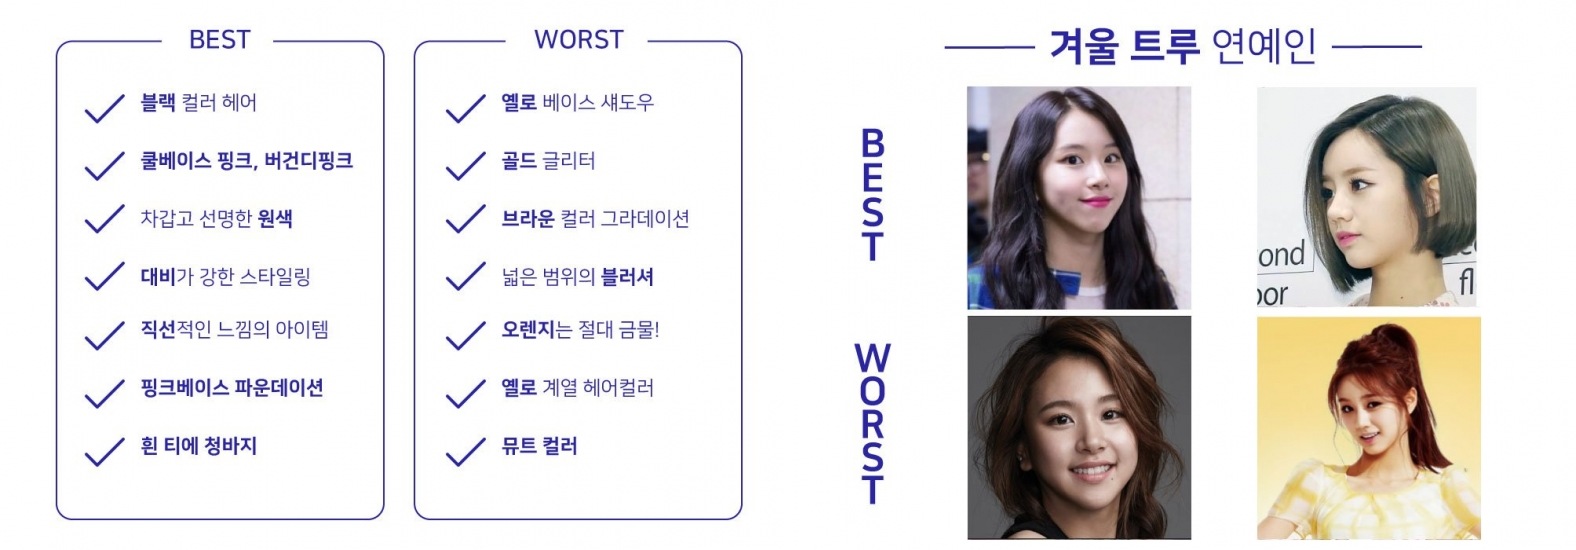 BEST
블랙 컬러 헤어
쿨베이스 핑크, 버건디핑크
차갑고 선명한 원색
대비가 강한 스타일링
직선적인 느낌의 아이템
핑크베이스 파운데이션
흰 티에 청바지
WORST
옐로 베이스 섀도우
골드 글리터
브라운 컬러 그라데이션
넓은 범위의 블러셔
오렌지는 절대 금물!
옐로 계열 헤어컬러
뮤트 컬러
겨울 트루 연예인
BEST
ond
oor
fl
WORST